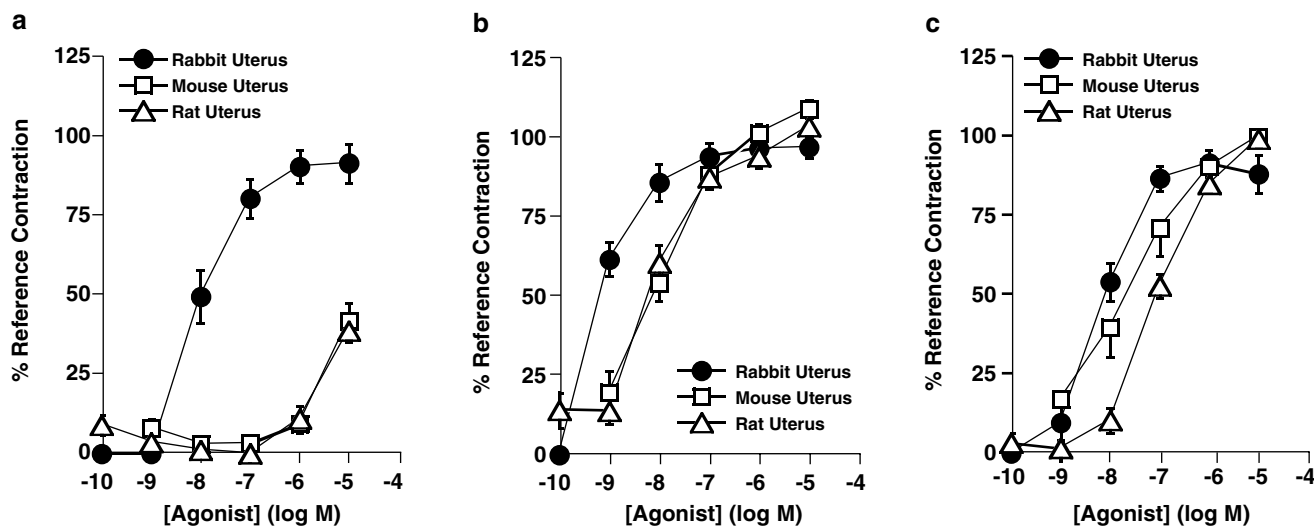 a
% Reference Contraction
125
100
75
50
25
0
Rabbit Uterus
Mouse Uterus
Rat Uterus
-10 -9 -8 -7 -6 -5 -4
[Agonist] (log M)
b
% Reference Contraction
125
100
75
50
25
0
Rabbit Uterus
Mouse Uterus
Rat Uterus
-10 -9 -8 -7 -6 -5 -4
[Agonist] (log M)
c
% Reference Contraction
125
100
75
50
25
0
Rabbit Uterus
Mouse Uterus
Rat Uterus
-10 -9 -8 -7 -6 -5 -4
[Agonist] (log M)